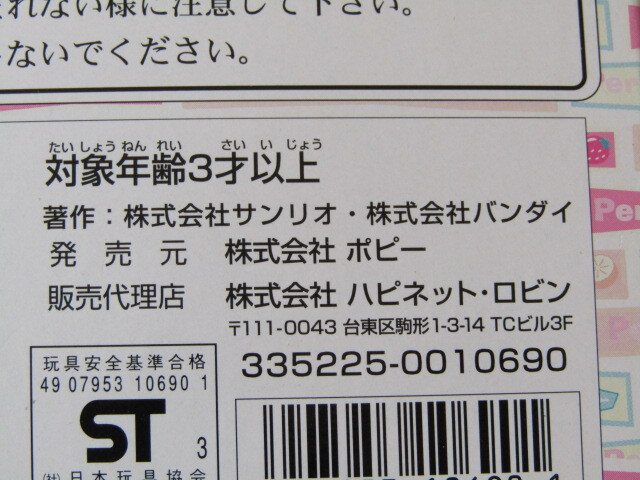 れない様に注意して下さい。
ないでください。
たいしょうねんれい さいいじょう
対象年齢3才以上
著作：株式会社サンリオ・株式会社バンダイ
発売元 株式会社 ポピー
販売代理店 株式会社 ハピネット・ロビン
〒111-0043 台東区駒形1-3-14 TCビル3F
335225-0010690
玩具安全基準合格
49 07953 10690 1
ST 3
(社)日本玩具協会
Per
Per